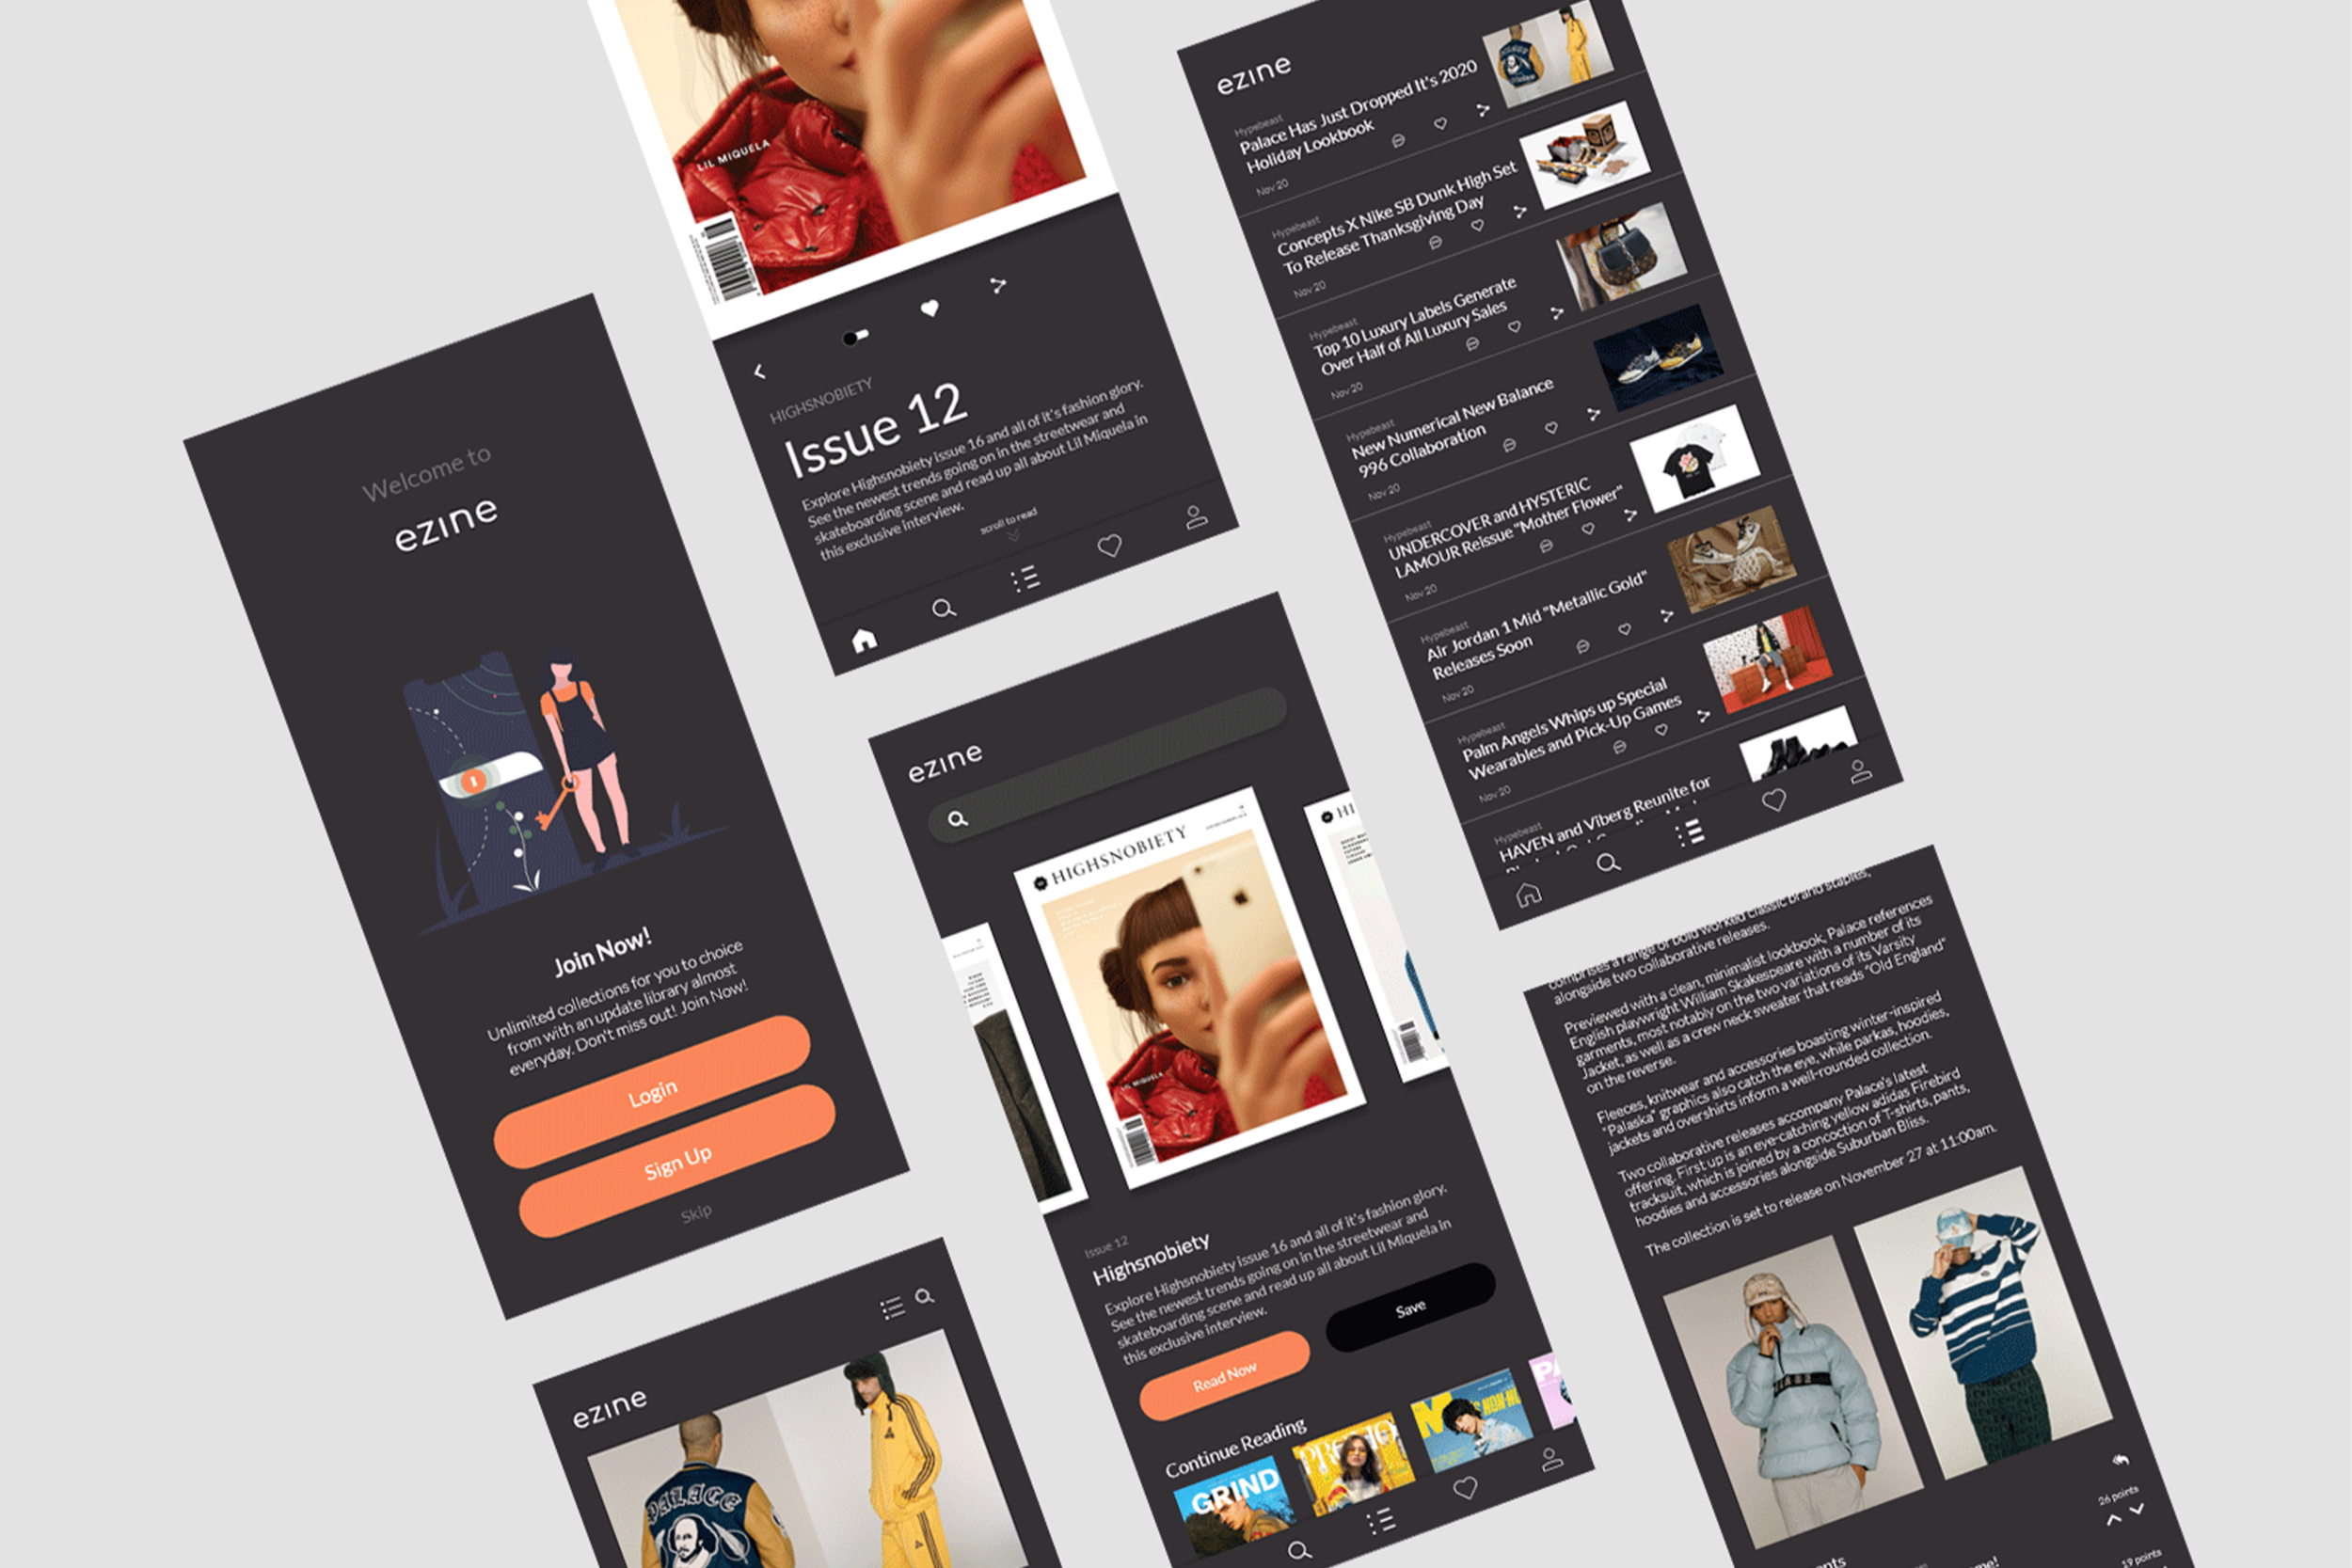 Welcome to
ezine
Join Now!
Unlimited collections for you to choice
from with an update library almost
everyday. Don't miss out! Join Now!
Login
Sign Up
Skip
LIL MIQUELA
HIGHSNOBIETY
Issue 12
Explore Highsnobiety issue 16 and all of it's fashion glory.
See the newest trends going on in the streetwear and
skateboarding scene and read up all about Lil Miquela in
this exclusive interview.
scroll to read
ezine
Hypebeast
Palace Has Just Dropped It's 2020
Holiday Lookbook
Nov 20
Hypebeast
Concepts X Nike SB Dunk High Set
To Release Thanksgiving Day
Nov 20
Hypebeast
Top 10 Luxury Labels Generate
Over Half of All Luxury Sales
Nov 20
Hypebeast
New Numerical New Balance
996 Collaboration
Nov 20
Hypebeast
UNDERCOVER and HYSTERIC
LAMOUR Reissue "Mother Flower"
Nov 20
Hypebeast
Air Jordan 1 Mid "Metallic Gold"
Releases Soon
Nov 20
Hypebeast
Palm Angels Whips up Special
Wearables and Pick-Up Games
Nov 20
Hypebeast
HAVEN and Viberg Reunite for
ezine
HIGHSNOBIETY
HI
LIL MIQUELA
Issue 12
Highsnobiety
Explore Highsnobiety issue 16 and all of it's fashion glory.
See the newest trends going on in the streetwear and
skateboarding scene and read up all about Lil Miquela in
this exclusive interview.
Read Now
Save
Continue Reading
GRIND
ezine
PALACE
comprises a range of bold worked classic brand staples,
alongside two collaborative releases.
Previewed with a clean, minimalist lookbook, Palace references
English playwright William Skakespeare with a number of its
garments, most notably on the two variations of its Varsity
Jacket, as well as a crew neck sweater that reads "Old England"
on the reverse.
Fleeces, knitwear and accessories boasting winter-inspired
"Palaska" graphics also catch the eye, while parkas, hoodies,
jackets and overshirts inform a well-rounded collection.
Two collaborative releases accompany Palace's latest
offering. First up is an eye-catching yellow adidas Firebird
tracksuit, which is joined by a concoction of T-shirts, pants,
hoodies and accessories alongside Suburban Bliss.
The collection is set to release on November 27 at 11:00am.
26 points
19 points